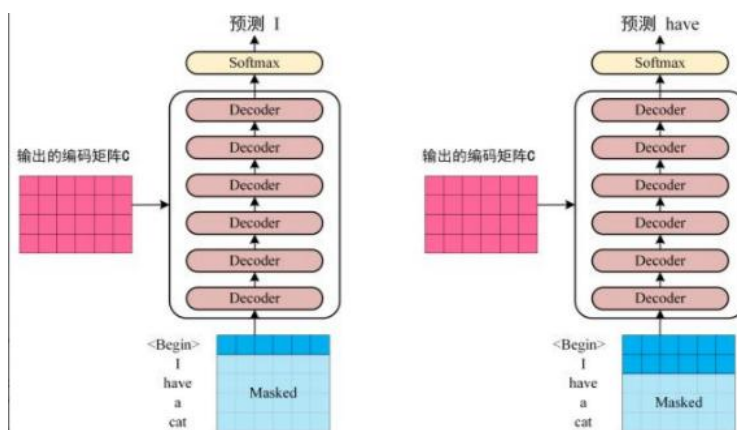 预测 I
Softmax
Decoder
Decoder
Decoder
Decoder
Decoder
Decoder
输出的编码矩阵C
<Begin>
I
have
a
cat
Masked
预测 have
Softmax
Decoder
Decoder
Decoder
Decoder
Decoder
Decoder
输出的编码矩阵C
<Begin>
I
have
a
cat
Masked